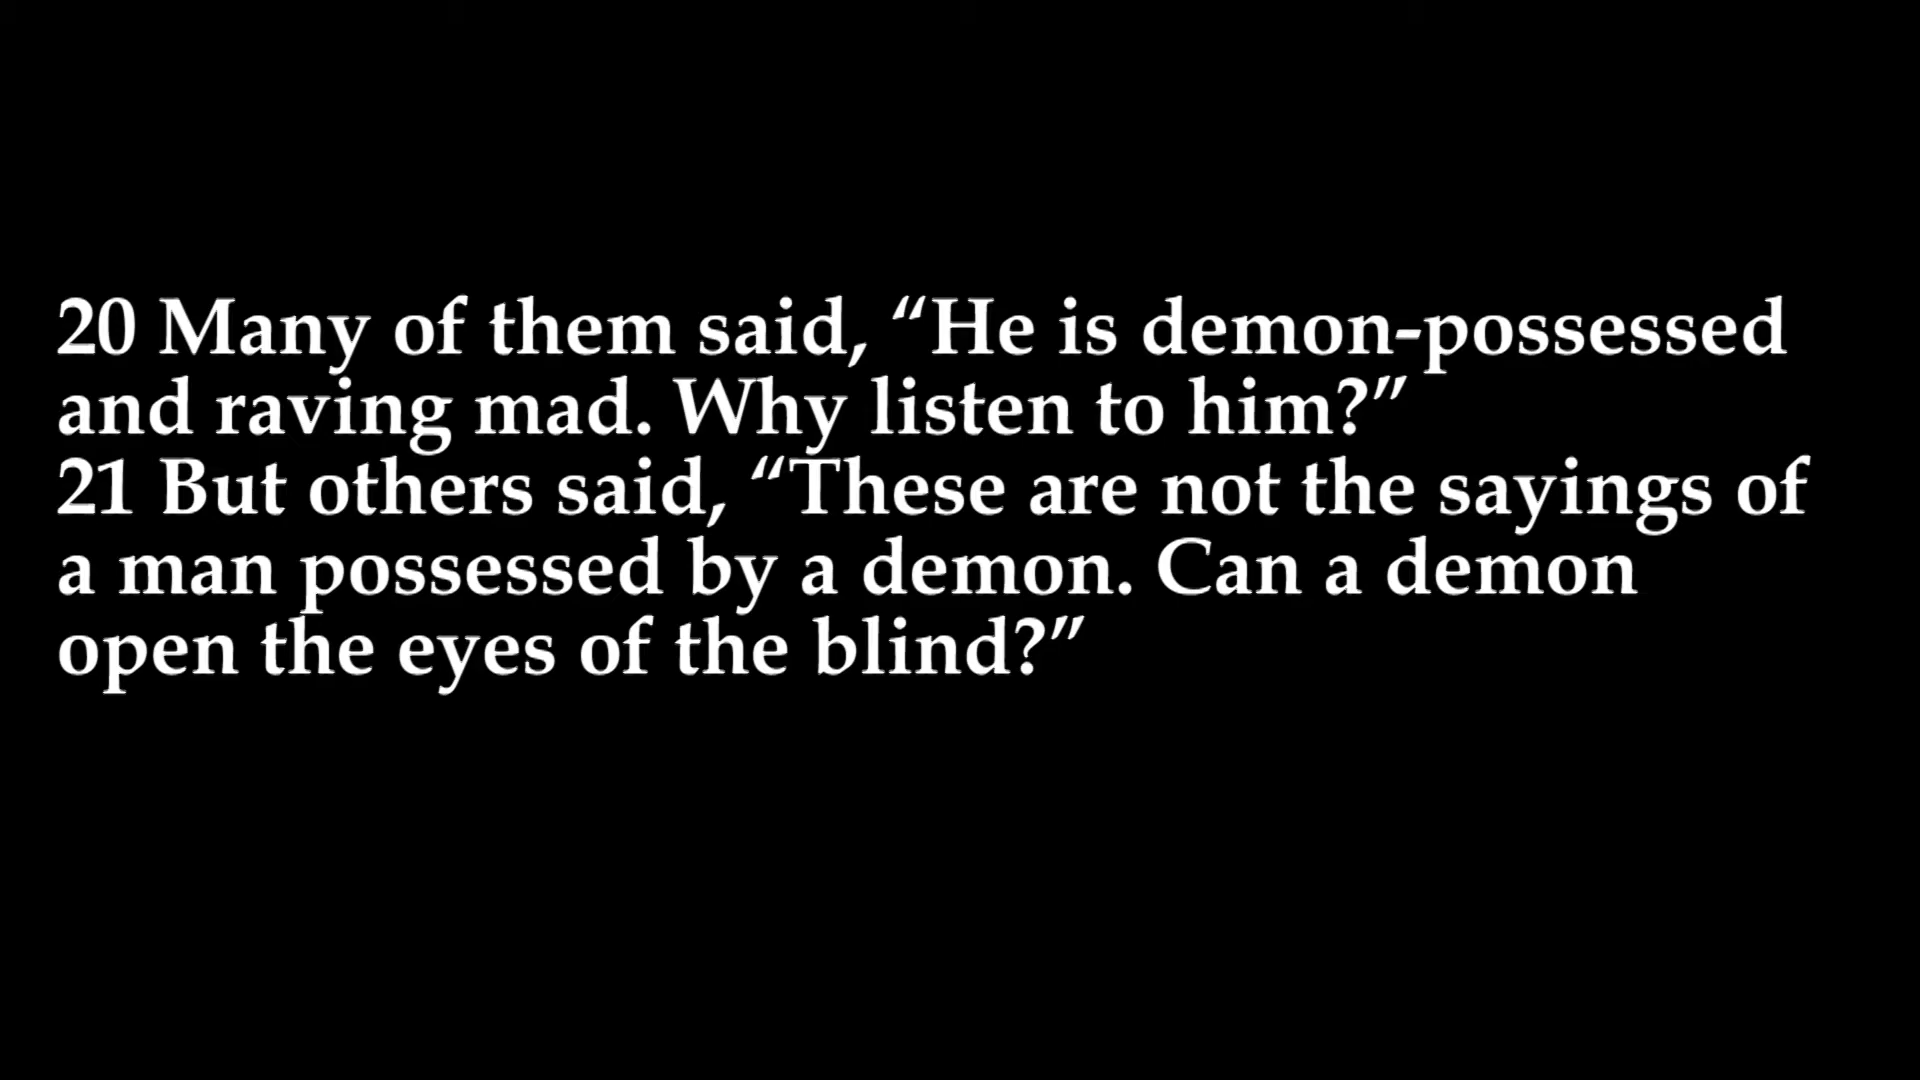 20 Many of them said, “He is demon-possessed
and raving mad. Why listen to him?”
21 But others said, “These are not the sayings of
a man possessed by a demon. Can a demon
open the eyes of the blind?”